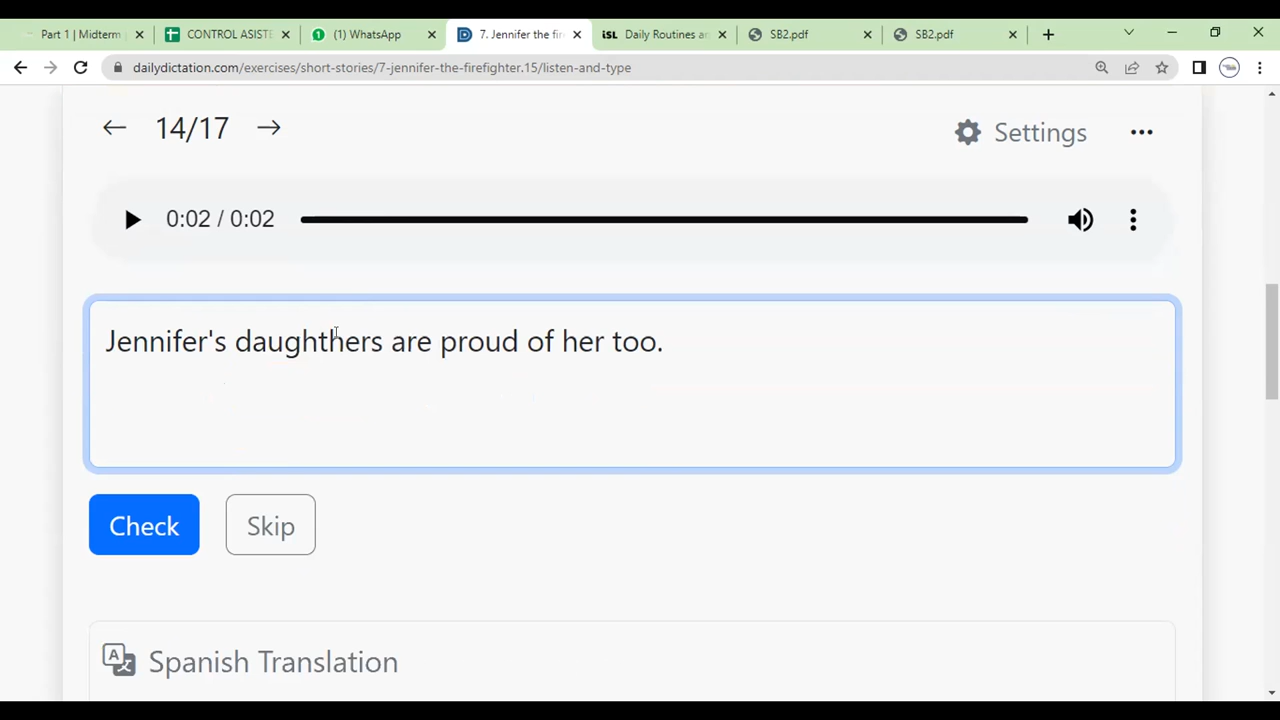 Part 1 | Midterm
CONTROL ASISTE
(1) WhatsApp
7. Jennifer the fir
iSL Daily Routines an
SB2.pdf
SB2.pdf
dailydictation.com/exercises/short-stories/7-jennifer-the-firefighter.15/listen-and-type
14/17
Settings
0:02 / 0:02
Jennifer's daughthers are proud of her too.
Check
Skip
Spanish Translation